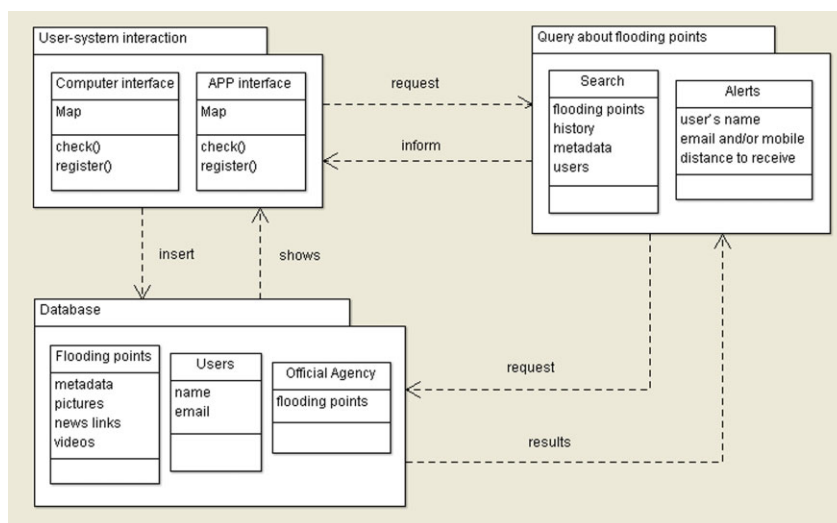 User-system interaction
Computer interface
Map
check()
register()
APP interface
Map
check()
register()
request
inform
Query about flooding points
Search
flooding points
history
metadata
users
Alerts
user's name
email and/or mobile
distance to receive
insert
shows
Database
Flooding points
metadata
pictures
news links
videos
Users
name
email
Official Agency
flooding points
request
results